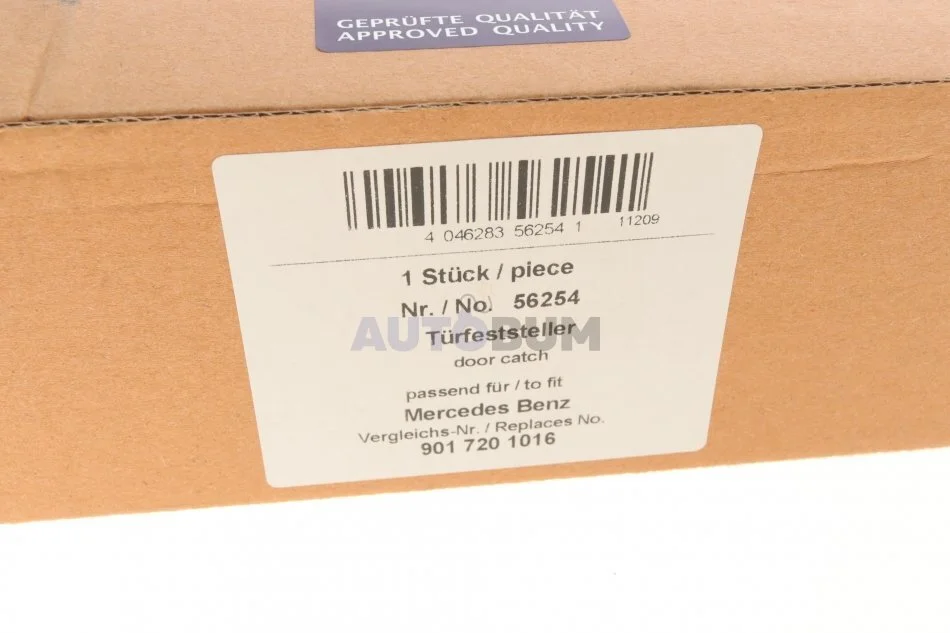 GEPRÜFTE QUALITÄT
APPROVED QUALITY
4 046283 56254 1 11209
1 Stück / piece
Nr. / No. 56254
Türfeststeller
AUTOBUM
door catch
passend für / to fit
Mercedes Benz
Vergleichs-Nr. / Replaces No.
901 720 1016